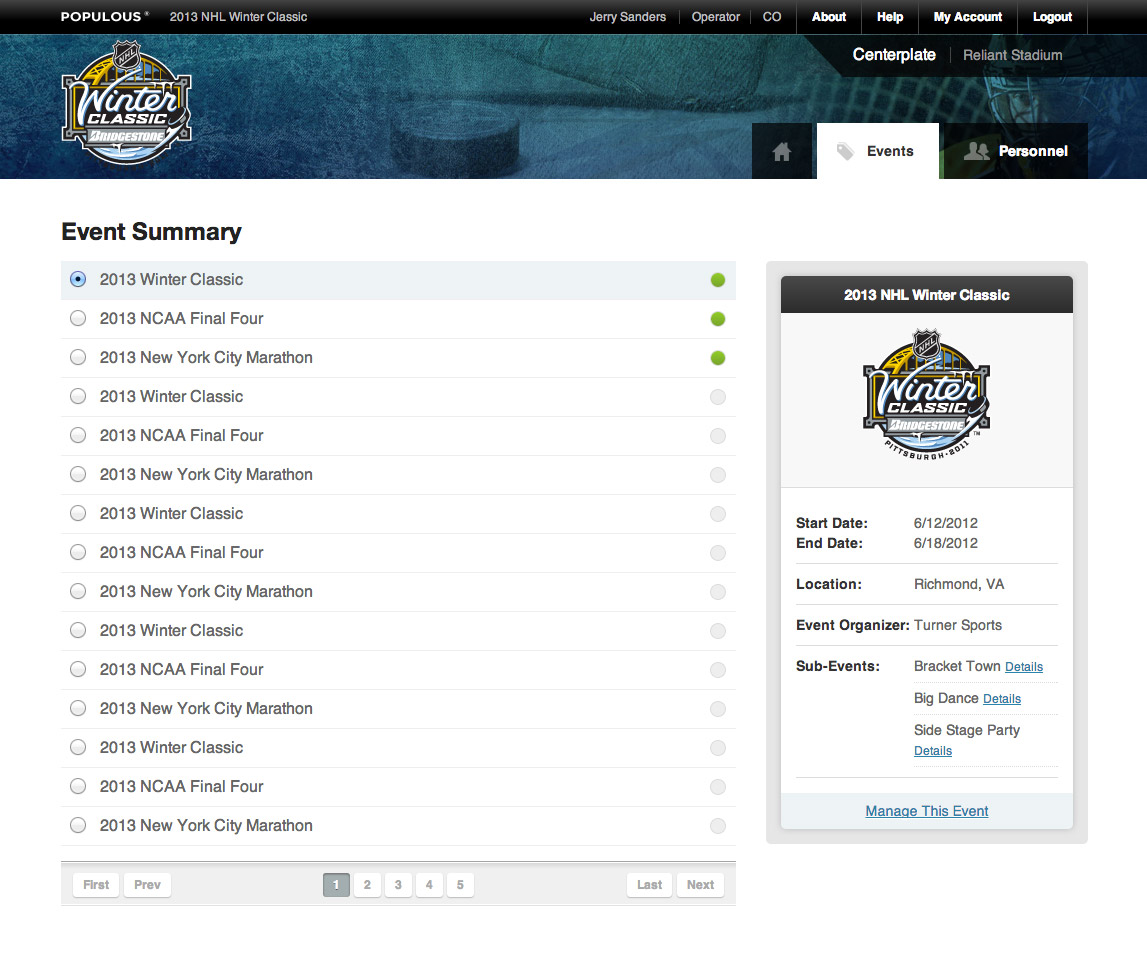 POPULOUS ® 2013 NHL Winter Classic Jerry Sanders Operator CO About Help My Account Logout
Centerplate Reliant Stadium
NHL
Winter
CLASSIC
BRIDGESTONE
Events Personnel
Event Summary
2013 Winter Classic
2013 NCAA Final Four
2013 New York City Marathon
2013 Winter Classic
2013 NCAA Final Four
2013 New York City Marathon
2013 Winter Classic
2013 NCAA Final Four
2013 New York City Marathon
2013 Winter Classic
2013 NCAA Final Four
2013 New York City Marathon
2013 Winter Classic
2013 NCAA Final Four
2013 New York City Marathon
First Prev 1 2 3 4 5 Last Next
2013 NHL Winter Classic
NHL
Winter
CLASSIC
BRIDGESTONE
TM
PITTSBURGH·2011
Start Date: 6/12/2012
End Date: 6/18/2012
Location: Richmond, VA
Event Organizer: Turner Sports
Sub-Events: Bracket Town Details
Big Dance Details
Side Stage Party
Details
Manage This Event